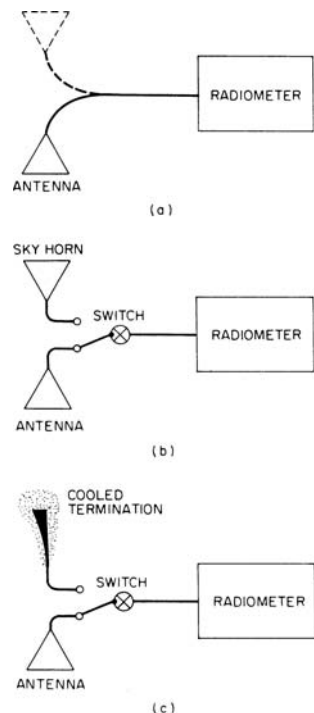 RADIOMETER
ANTENNA
(a)
SKY HORN
SWITCH
RADIOMETER
ANTENNA
(b)
COOLED
TERMINATION
SWITCH
RADIOMETER
ANTENNA
(c)